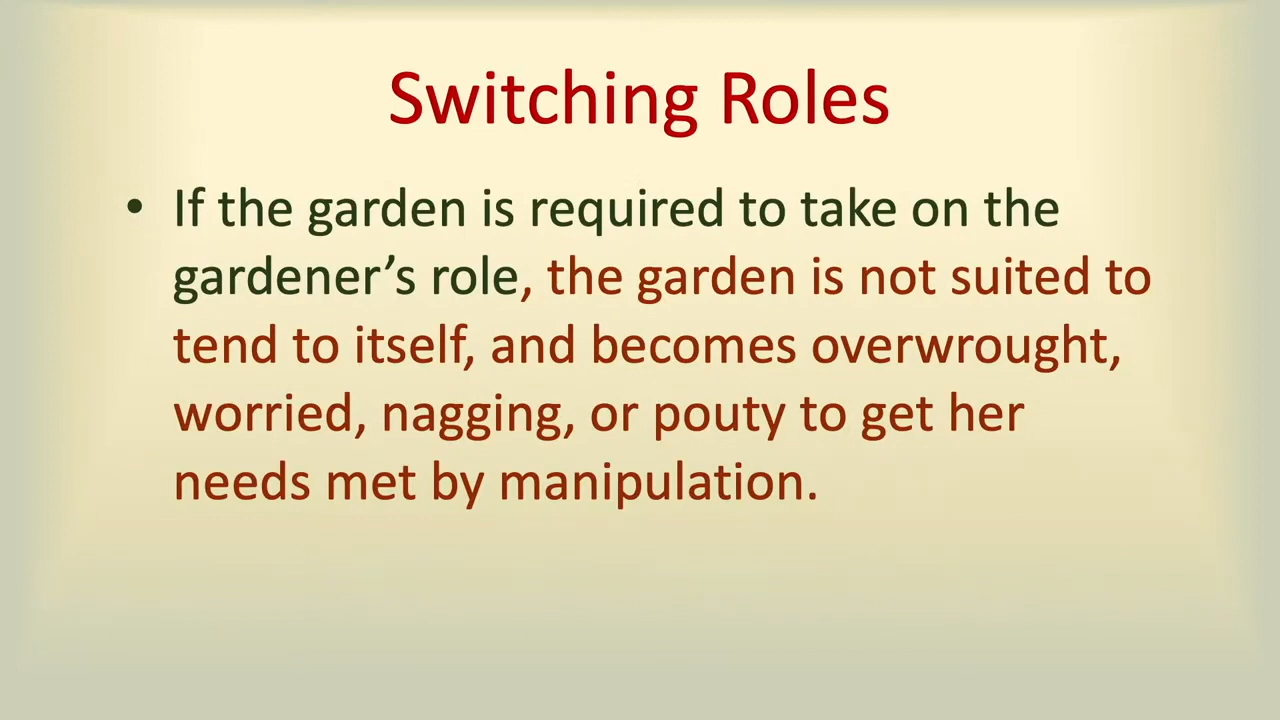 Switching Roles
• If the garden is required to take on the
gardener’s role, the garden is not suited to
tend to itself, and becomes overwrought,
worried, nagging, or pouty to get her
needs met by manipulation.